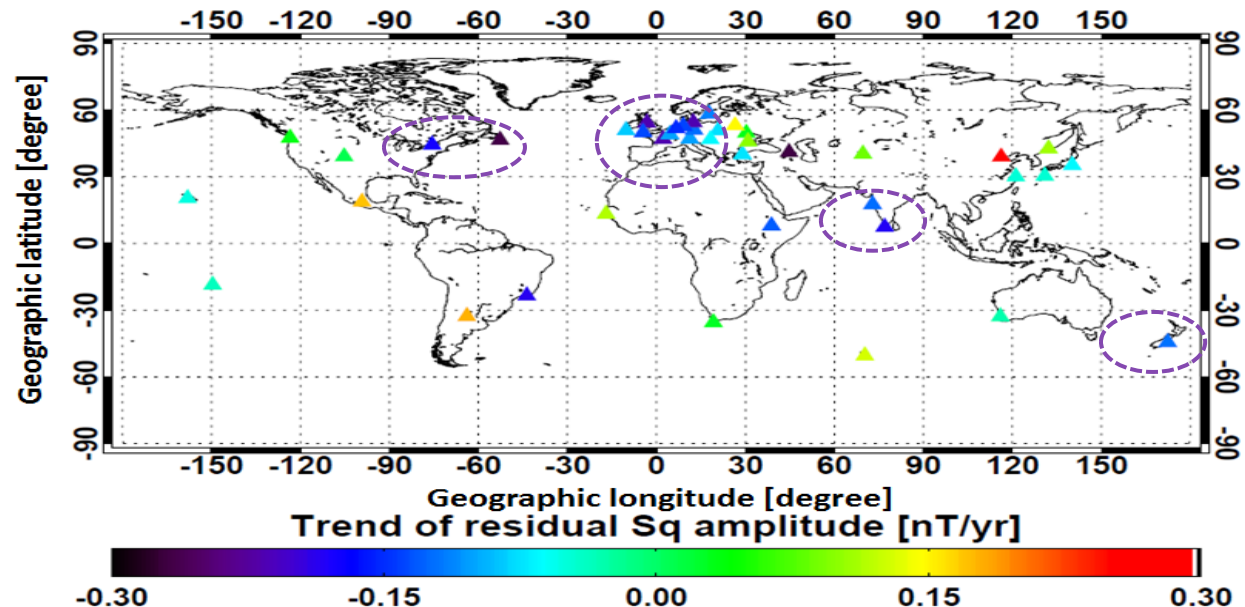 -150 -120 -90 -60 -30 0 30 60 90 120 150
90 90
60 60
30 30
0 0
-30 -30
-60 -60
-90 -90
Geographic latitude [degree]
-150 -120 -90 -60 -30 0 30 60 90 120 150
Geographic longitude [degree]
Trend of residual Sq amplitude [nT/yr]
-0.30 -0.15 0.00 0.15 0.30